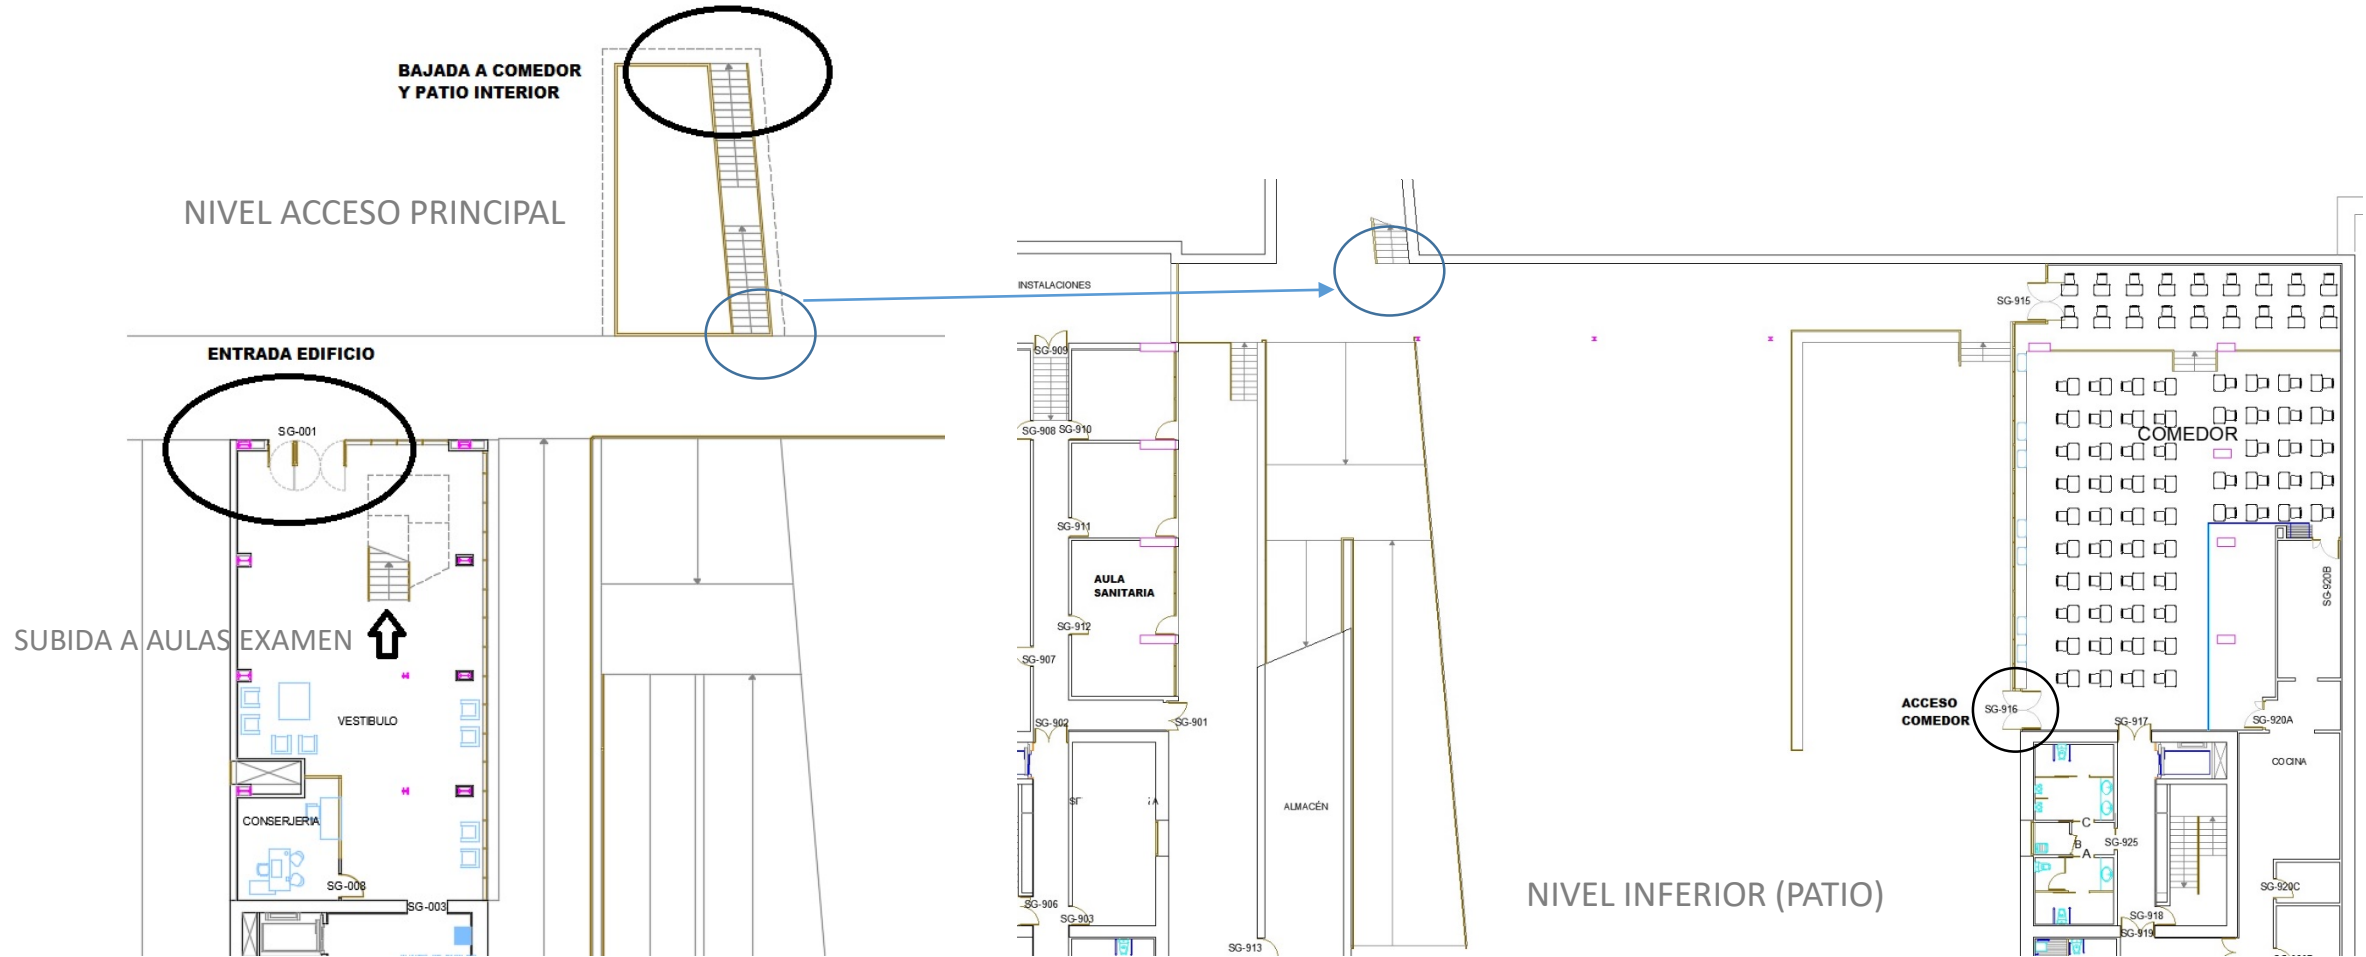 BAJADA A COMEDOR
Y PATIO INTERIOR
NIVEL ACCESO PRINCIPAL
ENTRADA EDIFICIO
SG-001
SUBIDA A AULAS EXAMEN
VESTIBULO
CONSERJERIA
SG-008
SG-003
INSTALACIONES
SG-909
SG-908
SG-910
SG-911
AULA
SANITARIA
SG-912
SG-907
SG-902
SG-901
ALMACÉN
SG-906
SG-903
SG-913
NIVEL INFERIOR (PATIO)
SG-915
COMEDOR
SG-920B
ACCESO
COMEDOR
SG-916
SG-917
SG-920A
COCINA
C
B
A
SG-925
SG-920C
SG-918
SG-919